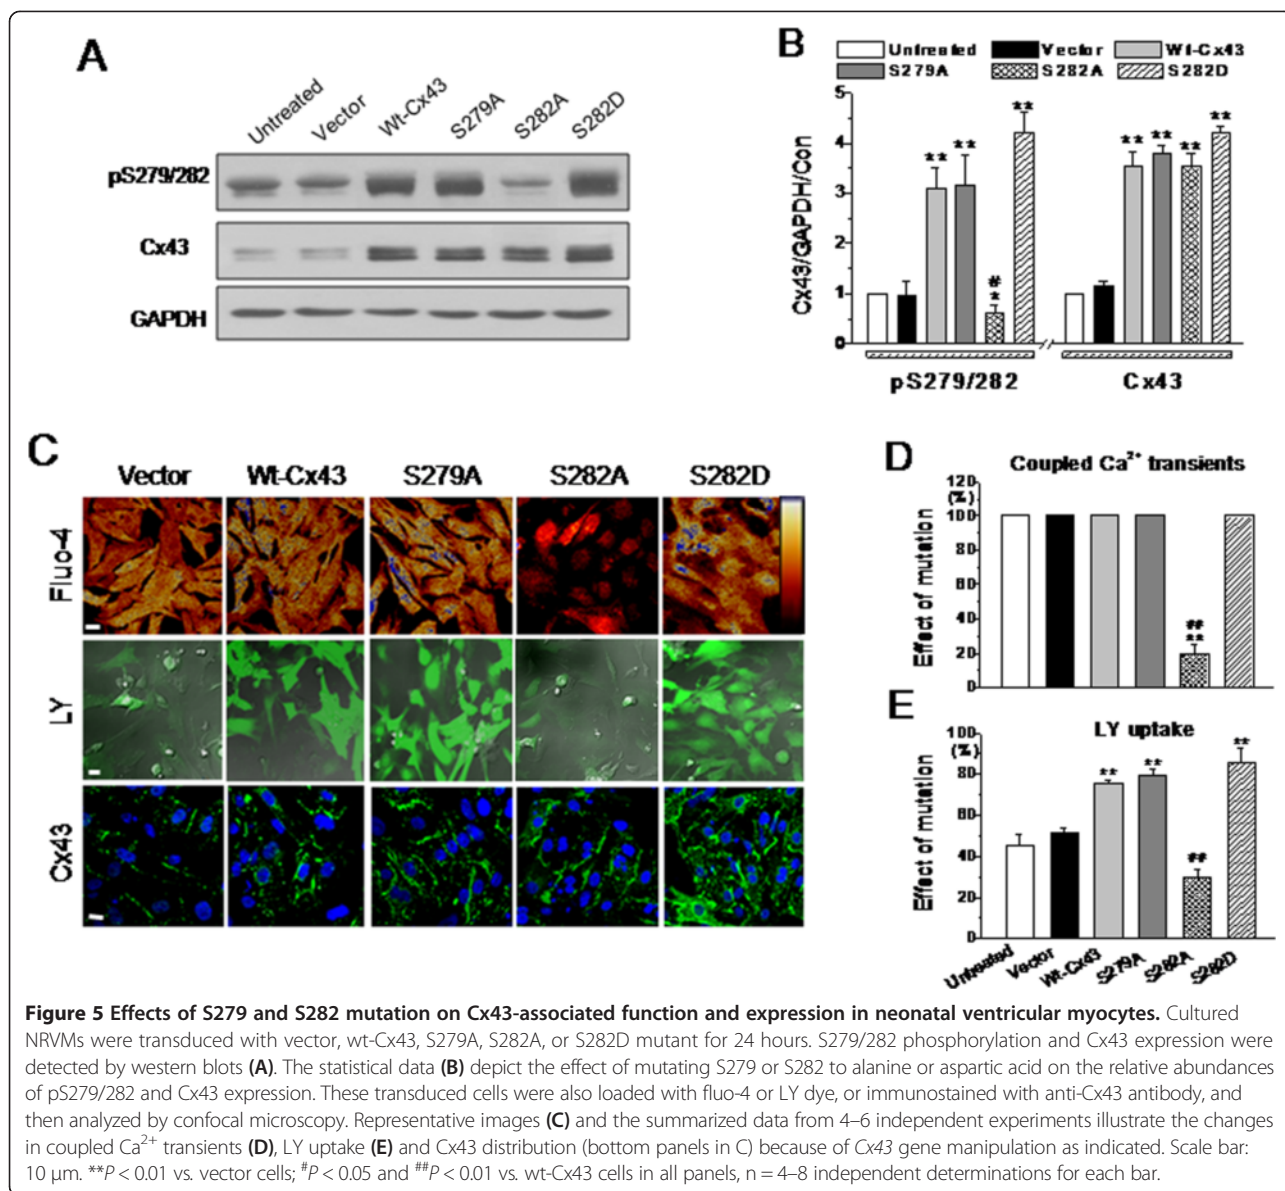 A
Untreated Vector Wt-Cx43 S279A S282A S282D
pS279/282
Cx43
GAPDH
B
Untreated Vector Wt-Cx43
S279A S282A S282D
Cx43/GAPDH/Con
5
4
3
2
1
0
** ** # * ** ** ** ** **
pS279/282 Cx43
C
Vector Wt-Cx43 S279A S282A S282D
Fluo-4
LY
Cx43
D
Coupled Ca²⁺ transients
Effect of mutation
(%)
120
100
80
60
40
20
0
##
**
E
LY uptake
Effect of mutation
(%)
100
80
60
40
20
0
** ** ## **
Untreated Vector Wt-Cx43 S279A S282A S282D
Figure 5 Effects of S279 and S282 mutation on Cx43-associated function and expression in neonatal ventricular myocytes. Cultured
NRVMs were transduced with vector, wt-Cx43, S279A, S282A, or S282D mutant for 24 hours. S279/282 phosphorylation and Cx43 expression were
detected by western blots (A). The statistical data (B) depict the effect of mutating S279 or S282 to alanine or aspartic acid on the relative abundances
of pS279/282 and Cx43 expression. These transduced cells were also loaded with fluo-4 or LY dye, or immunostained with anti-Cx43 antibody, and
then analyzed by confocal microscopy. Representative images (C) and the summarized data from 4–6 independent experiments illustrate the changes
in coupled Ca²⁺ transients (D), LY uptake (E) and Cx43 distribution (bottom panels in C) because of Cx43 gene manipulation as indicated. Scale bar:
10 μm. **P < 0.01 vs. vector cells; #P < 0.05 and ##P < 0.01 vs. wt-Cx43 cells in all panels, n = 4–8 independent determinations for each bar.